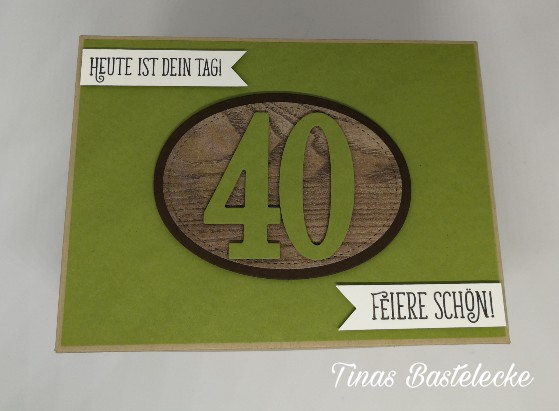 HEUTE IST DEIN TAG!
40
FEIERE SCHÖN!
Tinas Bastelecke